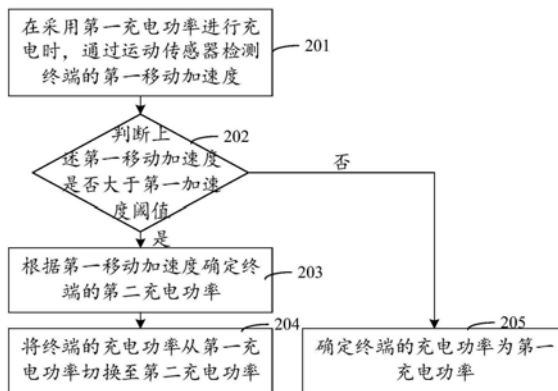 在采用第一充电功率进行充
电时，通过运动传感器检测
终端的第一移动加速度
201
判断上
述第一移动加速度
是否大于第一加速
度阈值
202
否
是
根据第一移动加速度确定终
端的第二充电功率
203
将终端的充电功率从第一充
电功率切换至第二充电功率
204
确定终端的充电功率为第一
充电功率
205